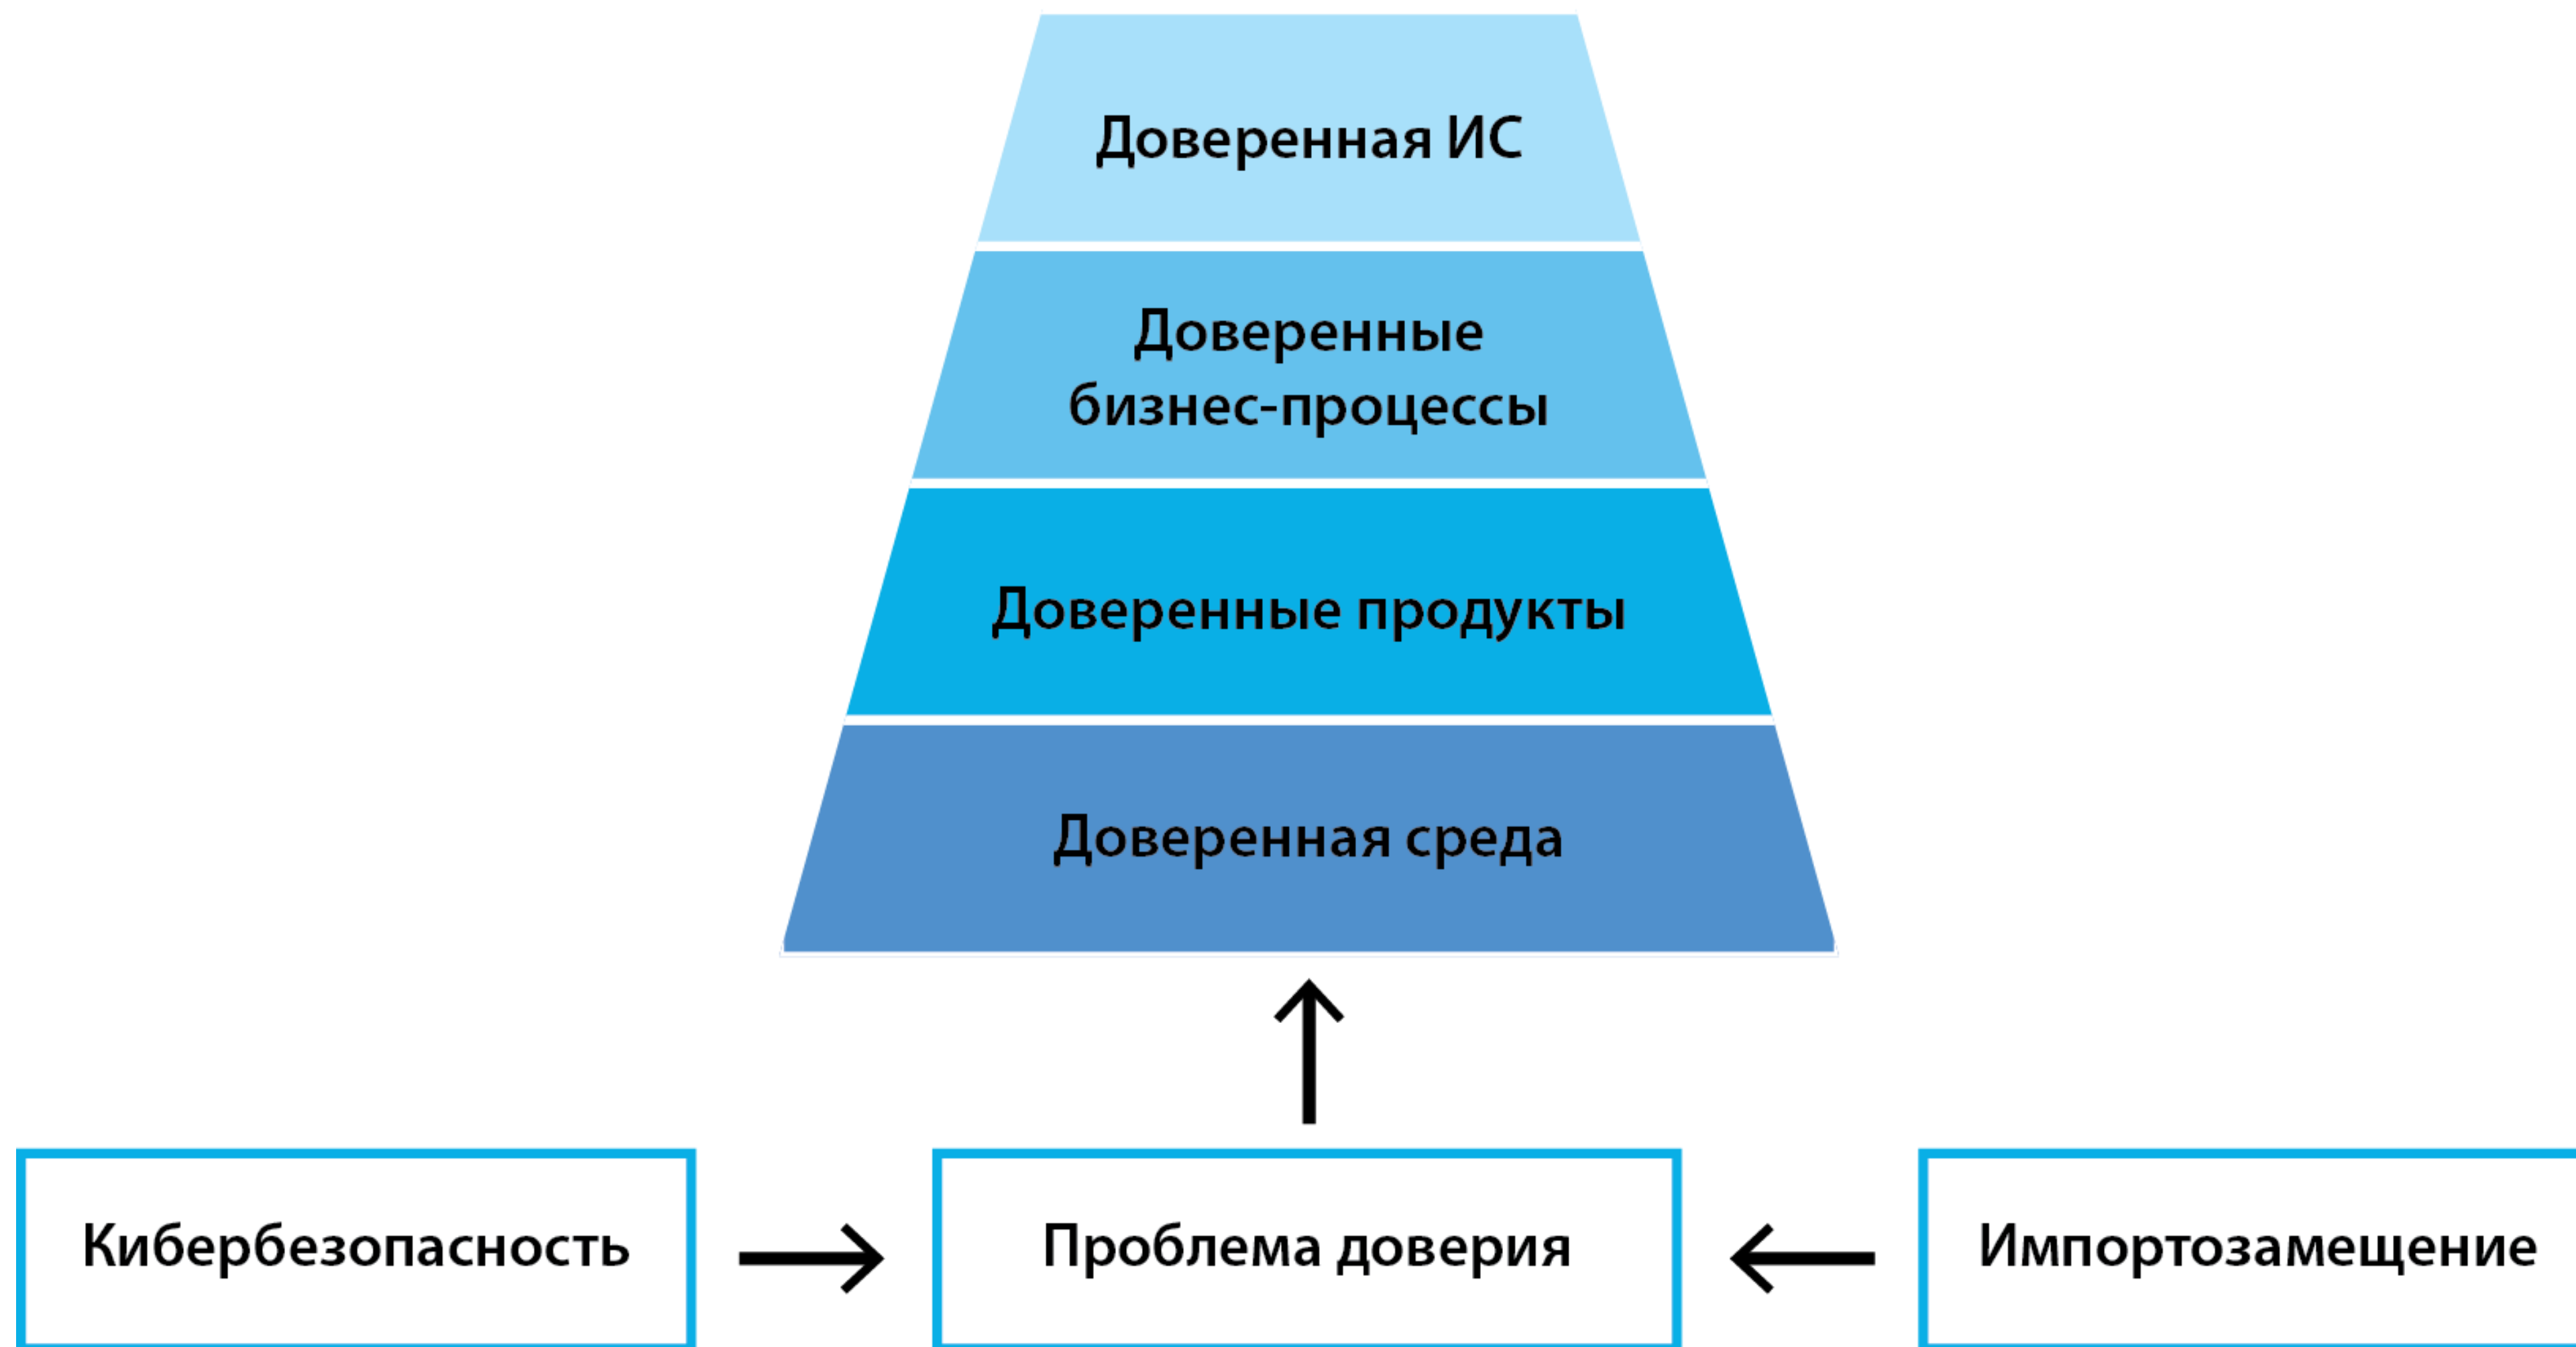 Доверенная ИС
Доверенные
бизнес-процессы
Доверенные продукты
Доверенная среда
Кибербезопасность
Проблема доверия
Импортозамещение